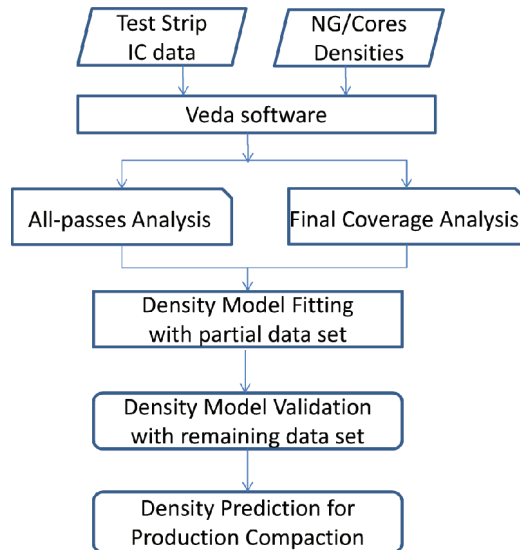 Test Strip
IC data
NG/Cores
Densities
Veda software
All-passes Analysis
Final Coverage Analysis
Density Model Fitting
with partial data set
Density Model Validation
with remaining data set
Density Prediction for
Production Compaction